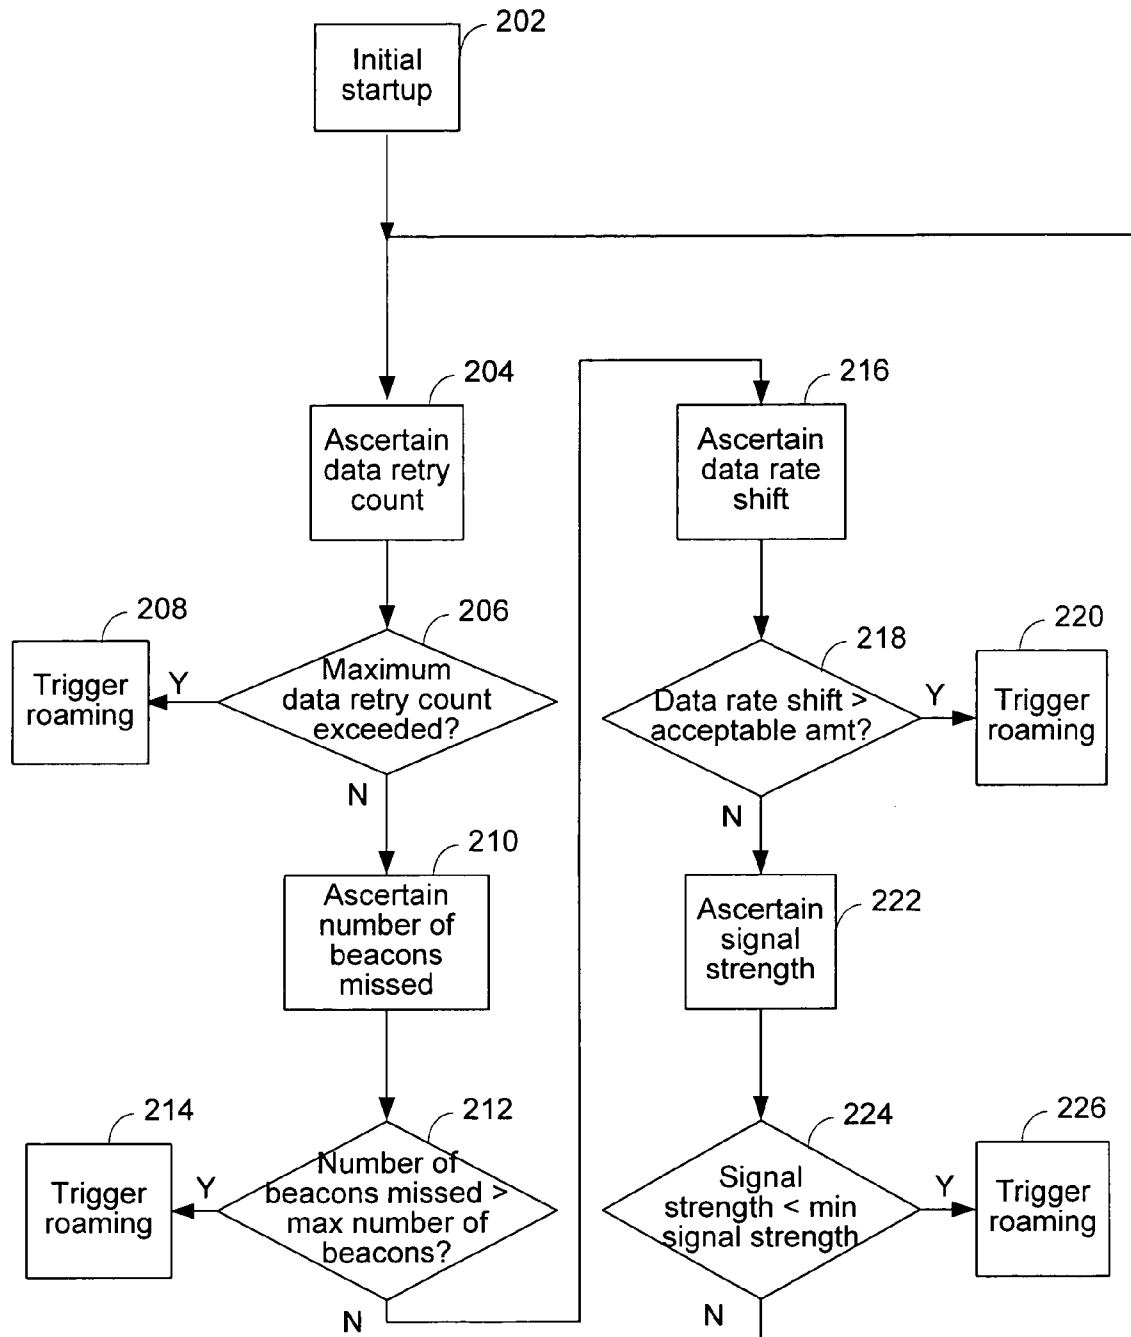 202
Initial
startup
204
Ascertain
data retry
count
206
Maximum
data retry count
exceeded?
Y
208
Trigger
roaming
N
210
Ascertain
number of
beacons
missed
212
Number of
beacons missed >
max number of
beacons?
Y
214
Trigger
roaming
N
216
Ascertain
data rate
shift
218
Data rate shift >
acceptable amt?
Y
220
Trigger
roaming
N
222
Ascertain
signal
strength
224
Signal
strength < min
signal strength
Y
226
Trigger
roaming
N